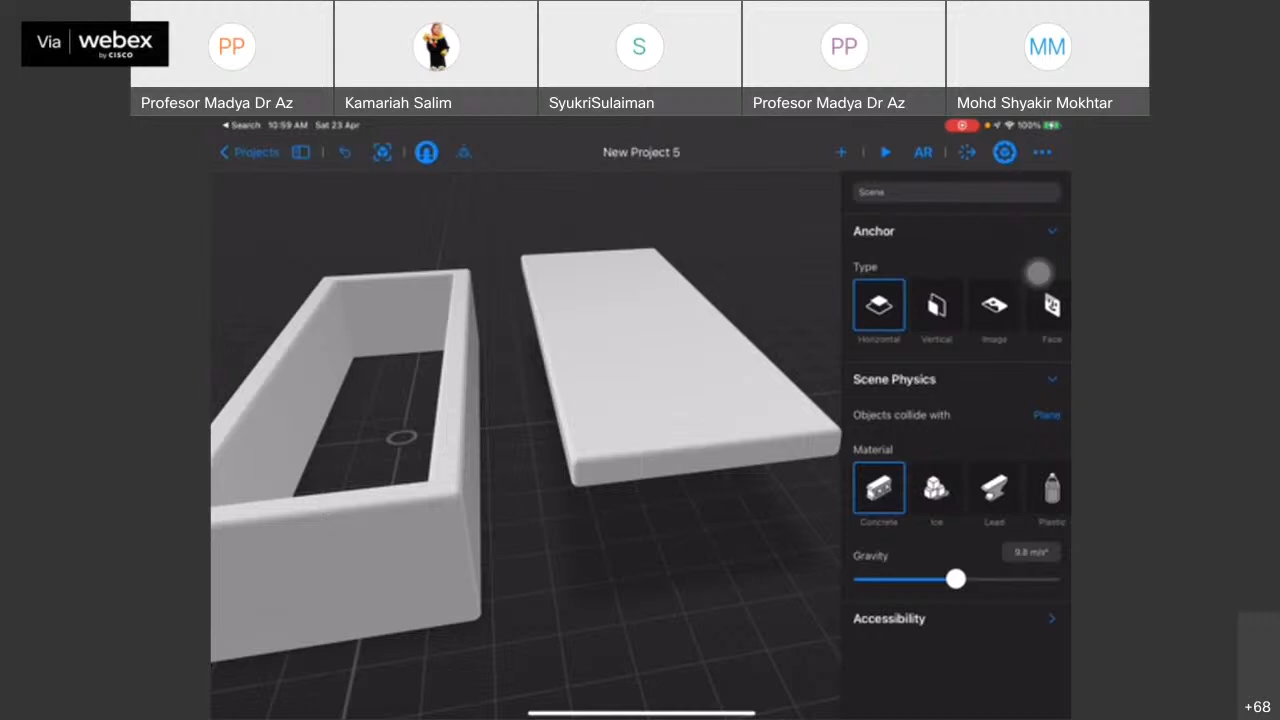 Via webex
by CISCO
PP
S
PP
MM
Profesor Madya Dr Az
Kamariah Salim
SyukriSulaiman
Profesor Madya Dr Az
Mohd Shyakir Mokhtar
Search 10:59 AM Sat 23 Apr
100%
Projects
New Project 5
AR
Scene
Anchor
Type
Horizontal
Vertical
Image
Face
Scene Physics
Objects collide with
Plane
Material
Concrete
Ice
Lead
Plastic
Gravity
9.8 m/s²
Accessibility
+68